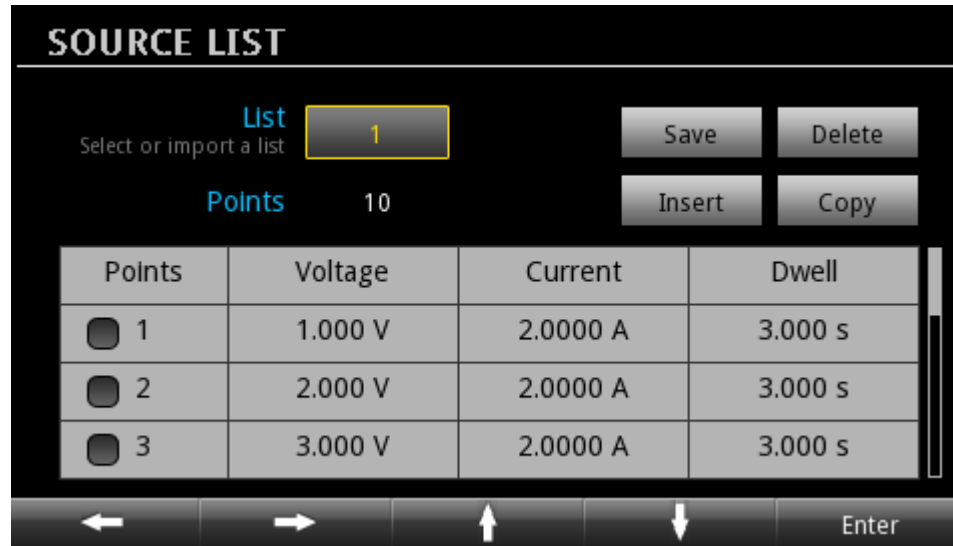 SOURCE LIST
List
Select or import a list
1
Save
Delete
Points
10
Insert
Copy
Points Voltage Current Dwell
1 1.000 V 2.0000 A 3.000 s
2 2.000 V 2.0000 A 3.000 s
3 3.000 V 2.0000 A 3.000 s
Enter